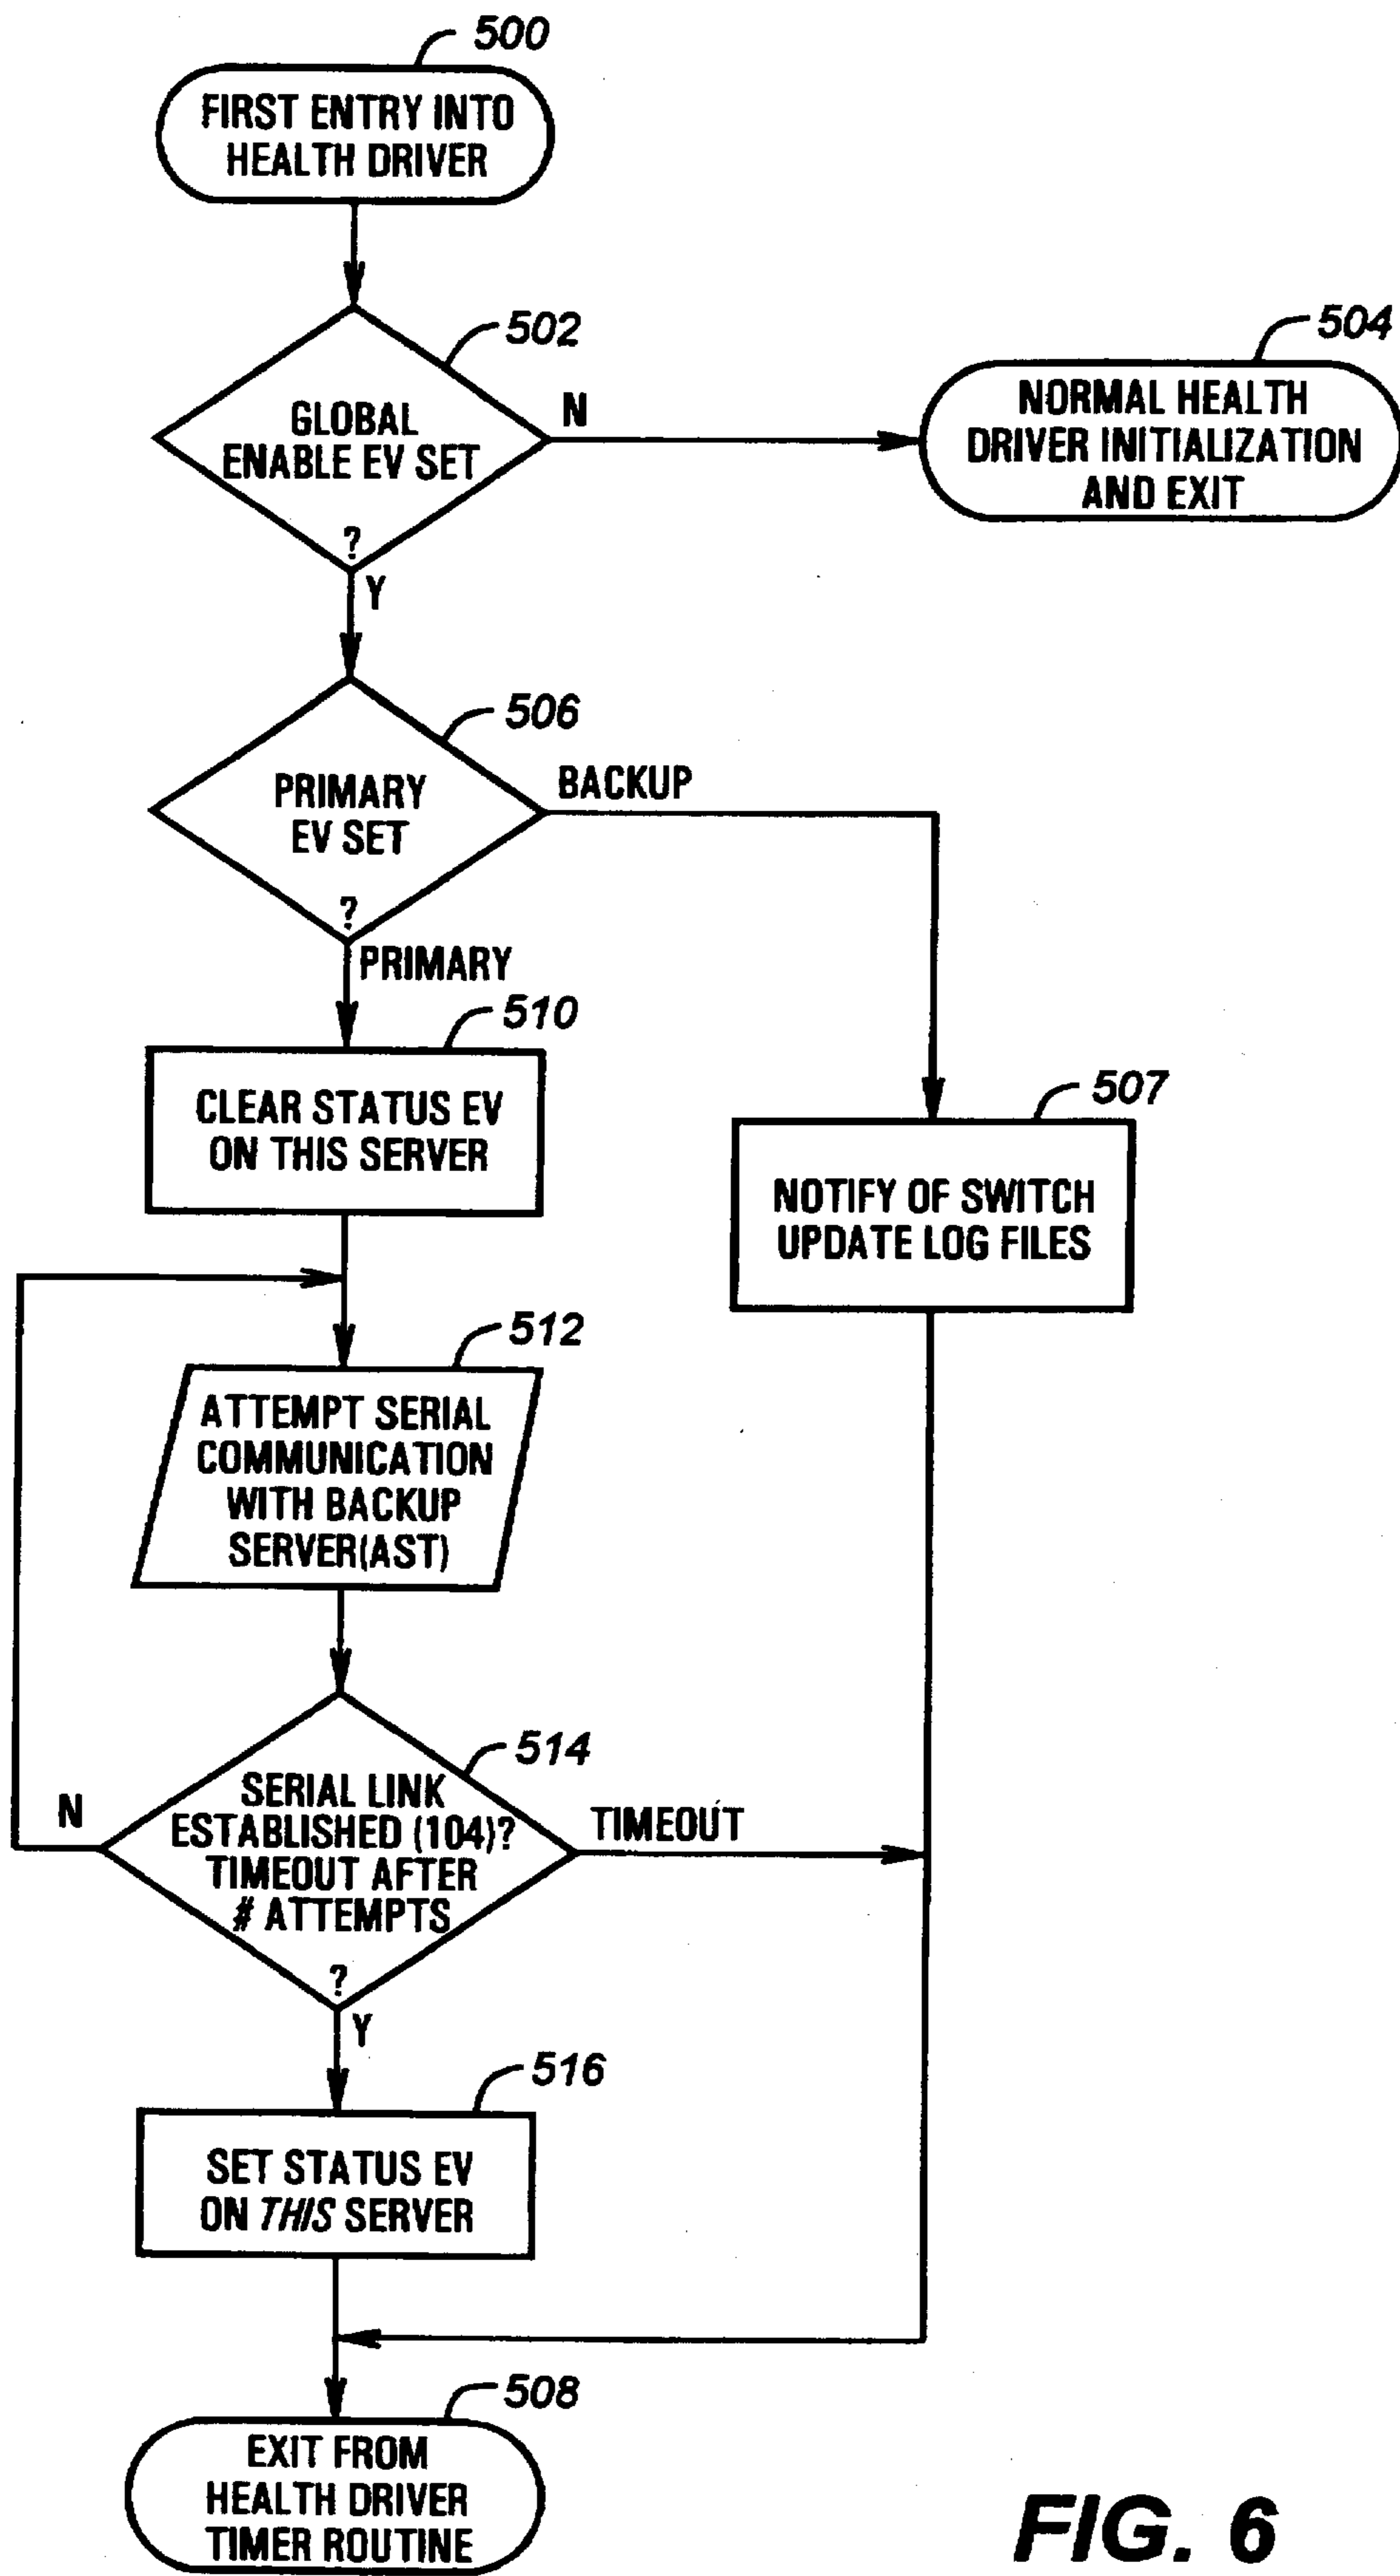 500
FIRST ENTRY INTO
HEALTH DRIVER
502
GLOBAL
ENABLE EV SET
?
N
Y
504
NORMAL HEALTH
DRIVER INITIALIZATION
AND EXIT
506
PRIMARY
EV SET
?
BACKUP
PRIMARY
510
CLEAR STATUS EV
ON THIS SERVER
507
NOTIFY OF SWITCH
UPDATE LOG FILES
512
ATTEMPT SERIAL
COMMUNICATION
WITH BACKUP
SERVER(AST)
514
SERIAL LINK
ESTABLISHED (104)?
TIMEOUT AFTER
# ATTEMPTS
?
N
TIMEOUT
Y
516
SET STATUS EV
ON THIS SERVER
508
EXIT FROM
HEALTH DRIVER
TIMER ROUTINE
FIG. 6